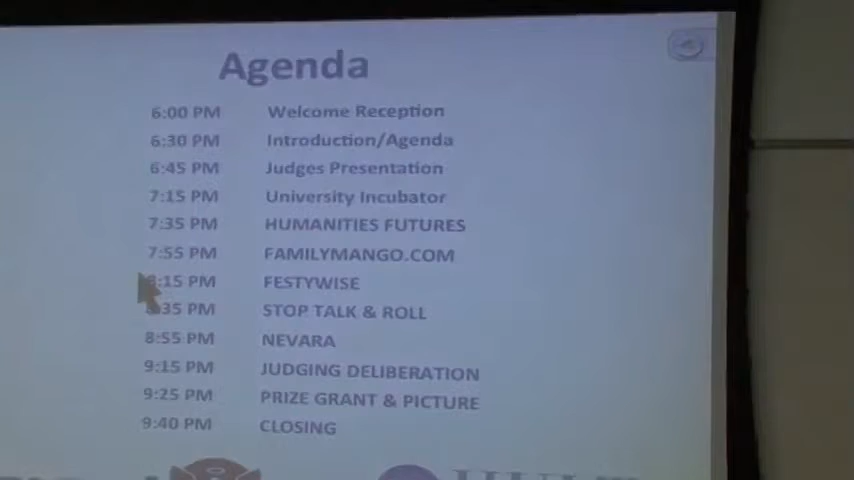 Agenda
6:00 PM Welcome Reception
6:30 PM Introduction/Agenda
6:45 PM Judges Presentation
7:15 PM University Incubator
7:35 PM HUMANITIES FUTURES
7:55 PM FAMILYMANGO.COM
:15 PM FESTYWISE
:35 PM STOP TALK & ROLL
8:55 PM NEVARA
9:15 PM JUDGING DELIBERATION
9:25 PM PRIZE GRANT & PICTURE
9:40 PM CLOSING